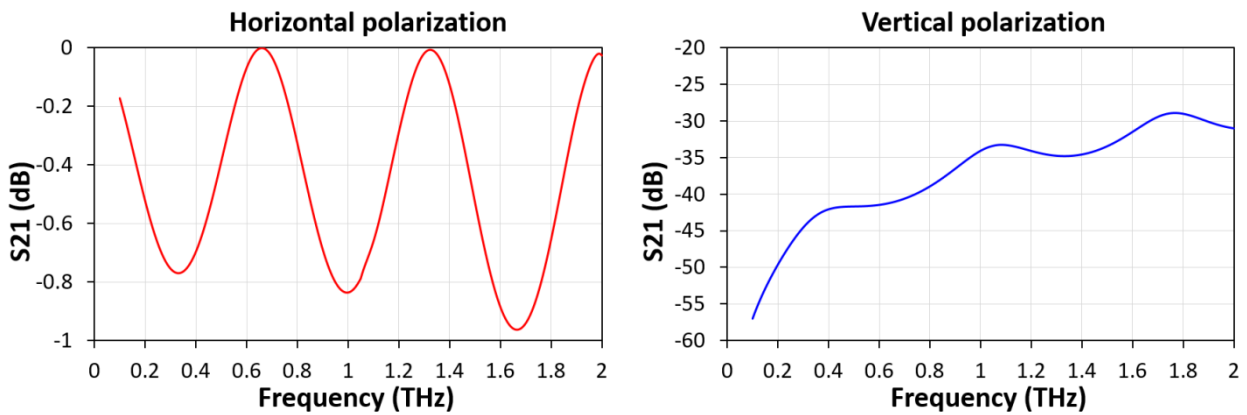 Horizontal polarization
S21 (dB)
0
-0.2
-0.4
-0.6
-0.8
-1
0 0.2 0.4 0.6 0.8 1 1.2 1.4 1.6 1.8 2
Frequency (THz)
Vertical polarization
S21 (dB)
-20
-25
-30
-35
-40
-45
-50
-55
-60
0 0.2 0.4 0.6 0.8 1 1.2 1.4 1.6 1.8 2
Frequency (THz)